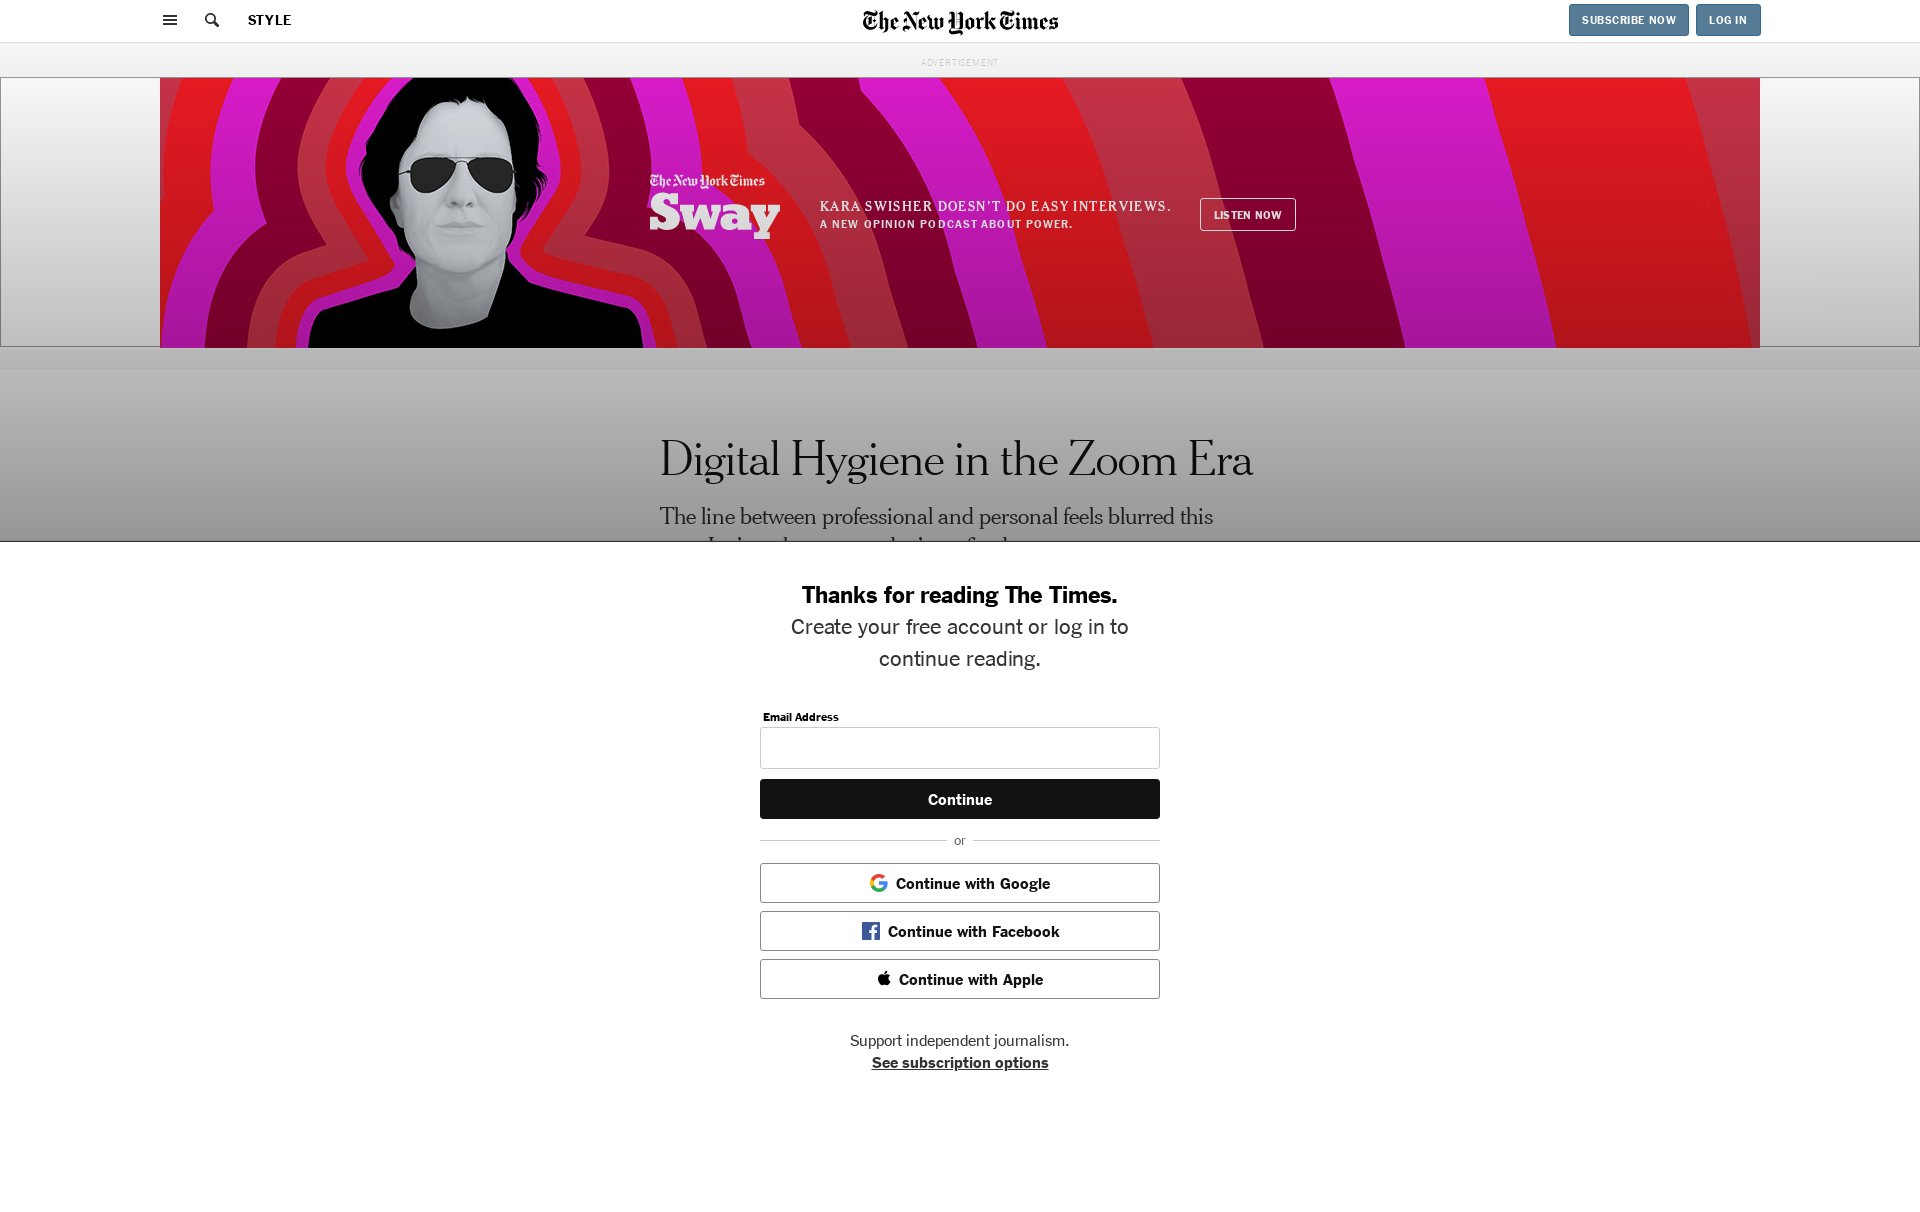 STYLE
The New York Times
SUBSCRIBE NOW
LOG IN
ADVERTISEMENT
The New York Times
Sway
KARA SWISHER DOESN'T DO EASY INTERVIEWS.
A NEW OPINION PODCAST ABOUT POWER.
LISTEN NOW
Digital Hygiene in the Zoom Era
The line between professional and personal feels blurred this
Thanks for reading The Times.
Create your free account or log in to
continue reading.
Email Address
Continue
or
Continue with Google
Continue with Facebook
Continue with Apple
Support independent journalism.
See subscription options